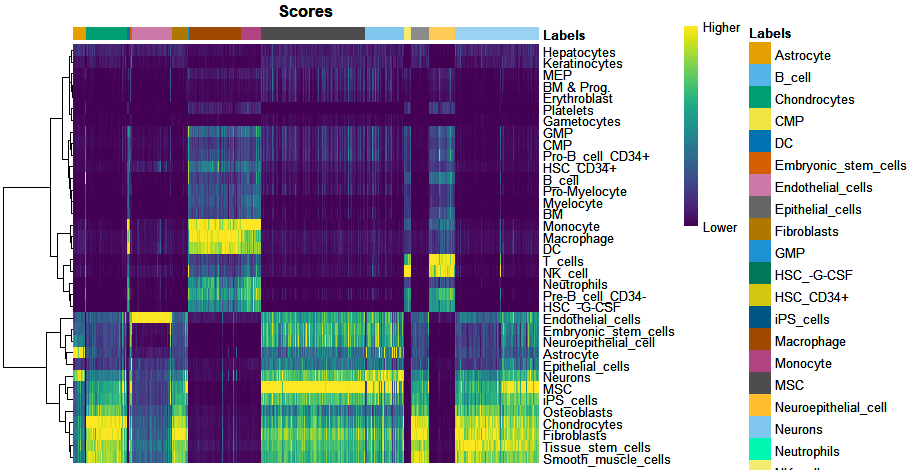 Scores
Labels
Hepatocytes
Keratinocytes
MEP
BM & Prog.
Erythroblast
Platelets
Gametocytes
GMP
CMP
Pro-B_cell_CD34+
HSC_CD34+
B_cell
Pro-Myelocyte
Myelocyte
BM
Monocyte
Macrophage
DC
T_cells
NK_cell
Neutrophils
Pre-B_cell_CD34-
HSC_-G-CSF
Endothelial_cells
Embryonic_stem_cells
Neuroepithelial_cell
Astrocyte
Epithelial_cells
Neurons
MSC
iPS_cells
Osteoblasts
Chondrocytes
Fibroblasts
Tissue_stem_cells
Smooth_muscle_cells
Higher
Lower
Labels
Astrocyte
B_cell
Chondrocytes
CMP
DC
Embryonic_stem_cells
Endothelial_cells
Epithelial_cells
Fibroblasts
GMP
HSC_-G-CSF
HSC_CD34+
iPS_cells
Macrophage
Monocyte
MSC
Neuroepithelial_cell
Neurons
Neutrophils